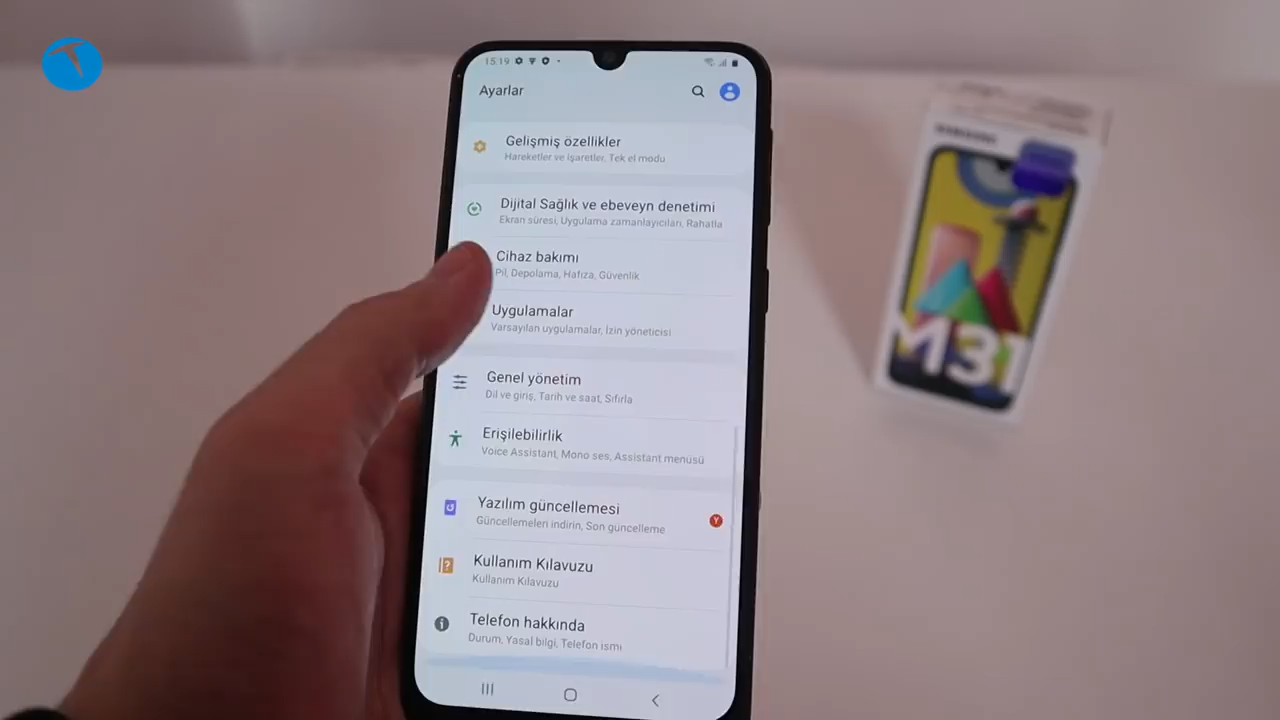 15:19
Ayarlar
Gelişmiş özellikler
Hareketler ve işaretler, Tek el modu
Dijital Sağlık ve ebeveyn denetimi
Ekran süresi, Uygulama zamanlayıcıları, Rahatla
Cihaz bakımı
Pil, Depolama, Hafıza, Güvenlik
Uygulamalar
Varsayılan uygulamalar, İzin yöneticisi
Genel yönetim
Dil ve giriş, Tarih ve saat, Sıfırla
Erişilebilirlik
Voice Assistant, Mono ses, Assistant menüsü
Yazılım güncellemesi
Güncellemeleri indirin, Son güncelleme
Y
Kullanım Kılavuzu
Kullanım Kılavuzu
Telefon hakkında
Durum, Yasal bilgi, Telefon ismi
SAMSUNG
M31